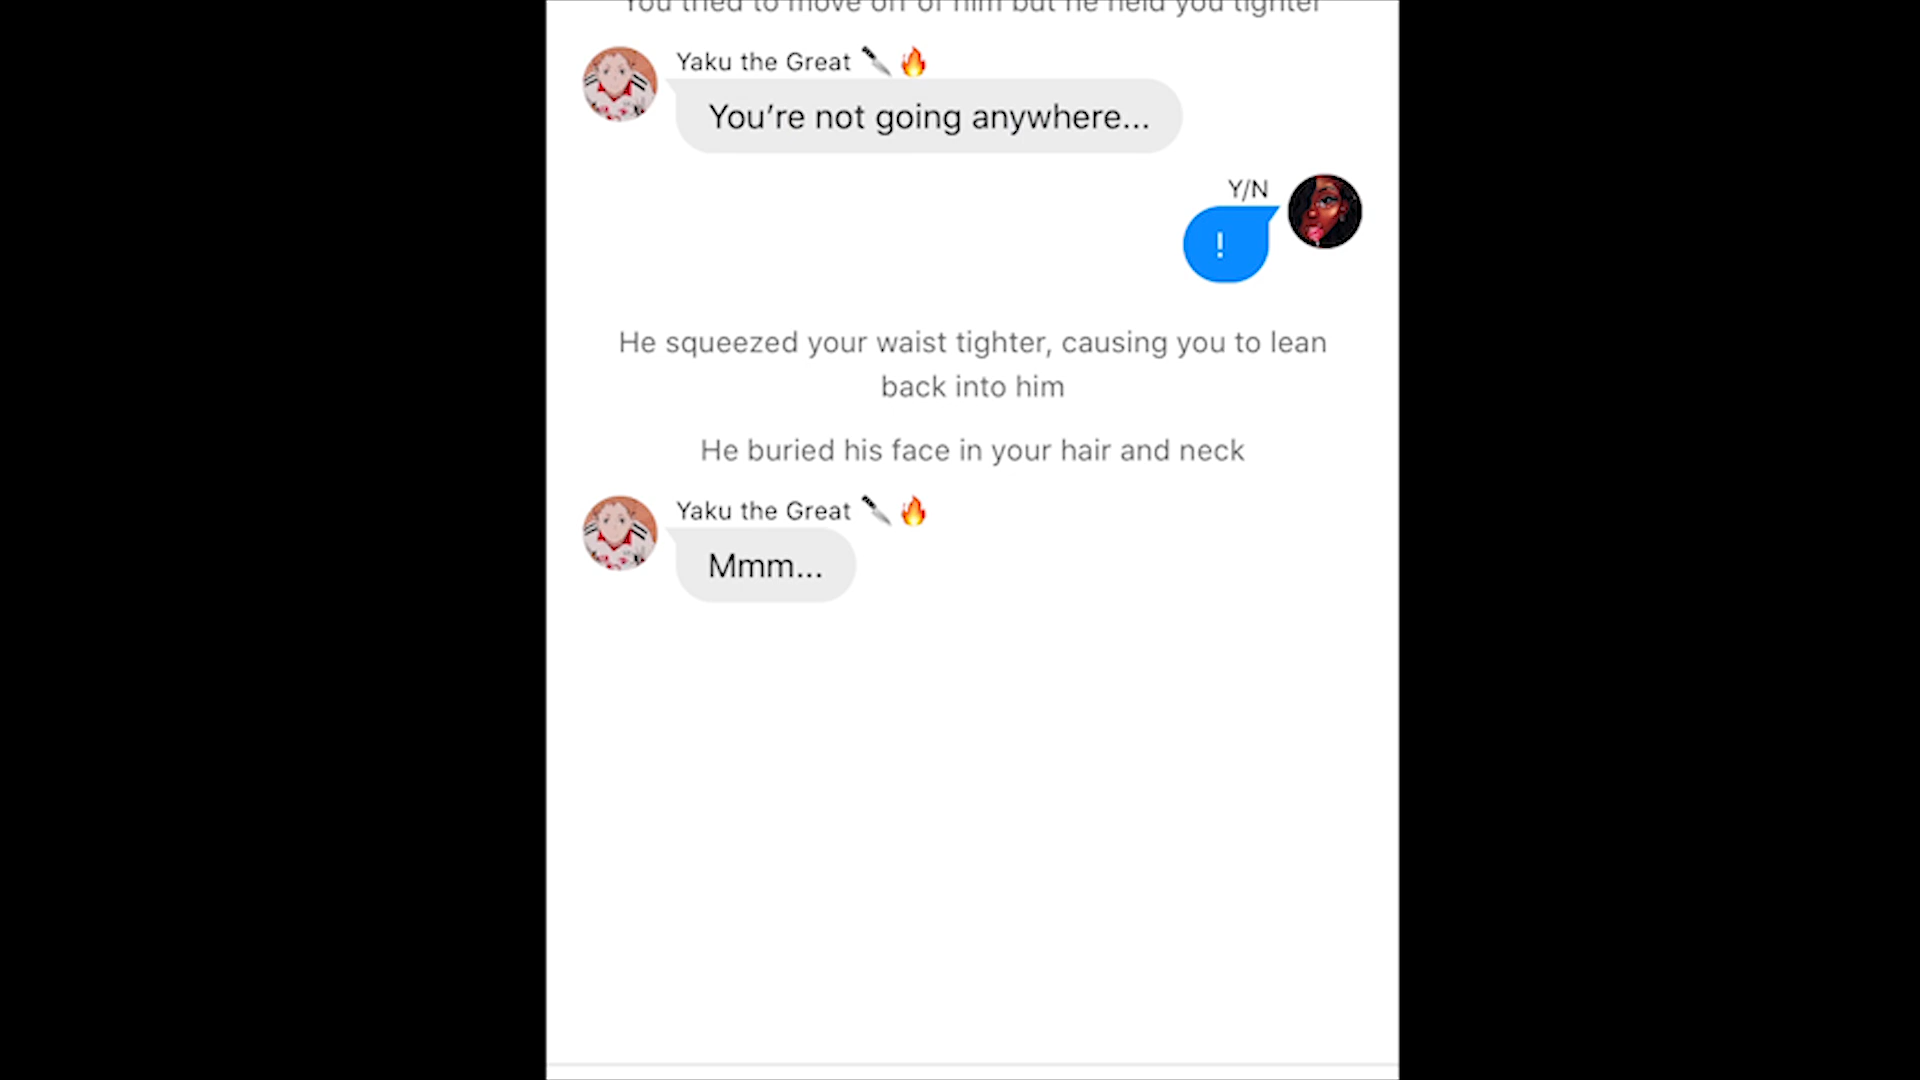 You tried to move off of him but he held you tighter
Yaku the Great 🔪🔥
You’re not going anywhere...
Y/N
!
He squeezed your waist tighter, causing you to lean
back into him
He buried his face in your hair and neck
Yaku the Great 🔪🔥
Mmm...